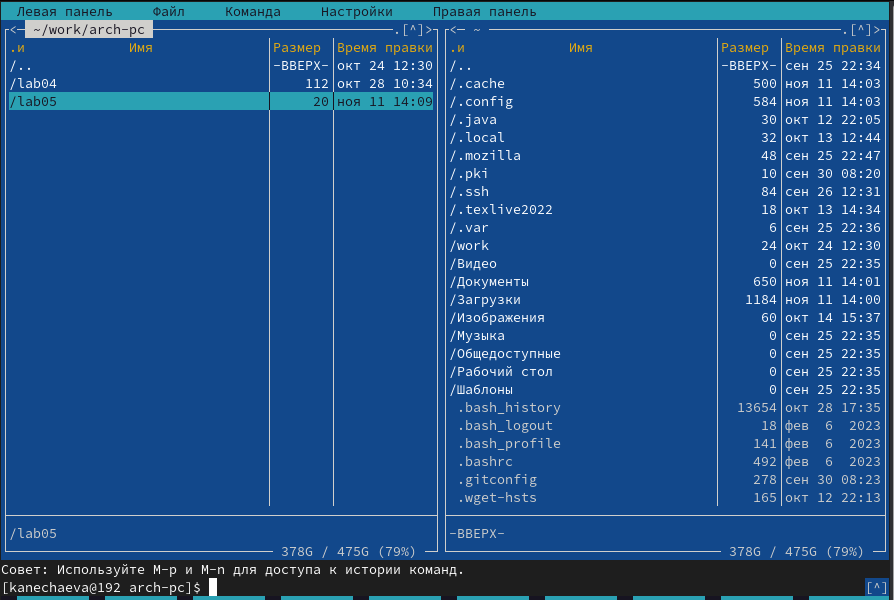 Левая панель Файл Команда Настройки Правая панель
<─ ~/work/arch-pc .[^]>
.и Имя Размер Время правки
/.. -ВВЕРХ- окт 24 12:30
/lab04 112 окт 28 10:34
/lab05 20 ноя 11 14:09
/lab05
378G / 475G (79%)
<─ ~ .[^]>
.и Имя Размер Время правки
/.. -ВВЕРХ- сен 25 22:34
/.cache 500 ноя 11 14:03
/.config 584 ноя 11 14:03
/.java 30 окт 12 22:05
/.local 32 окт 13 12:44
/.mozilla 48 сен 25 22:47
/.pki 10 сен 30 08:20
/.ssh 84 сен 26 12:31
/.texlive2022 18 окт 13 14:34
/.var 6 сен 25 22:36
/work 24 окт 24 12:30
/Видео 0 сен 25 22:35
/Документы 650 ноя 11 14:01
/Загрузки 1184 ноя 11 14:00
/Изображения 60 окт 14 15:37
/Музыка 0 сен 25 22:35
/Общедоступные 0 сен 25 22:35
/Рабочий стол 0 сен 25 22:35
/Шаблоны 0 сен 25 22:35
.bash_history 13654 окт 28 17:35
.bash_logout 18 фев 6 2023
.bash_profile 141 фев 6 2023
.bashrc 492 фев 6 2023
.gitconfig 278 сен 30 08:23
.wget-hsts 165 окт 12 22:13
-ВВЕРХ-
378G / 475G (79%)
Совет: Используйте M-p и M-n для доступа к истории команд.
[kanechaeva@192 arch-pc]$ [^]